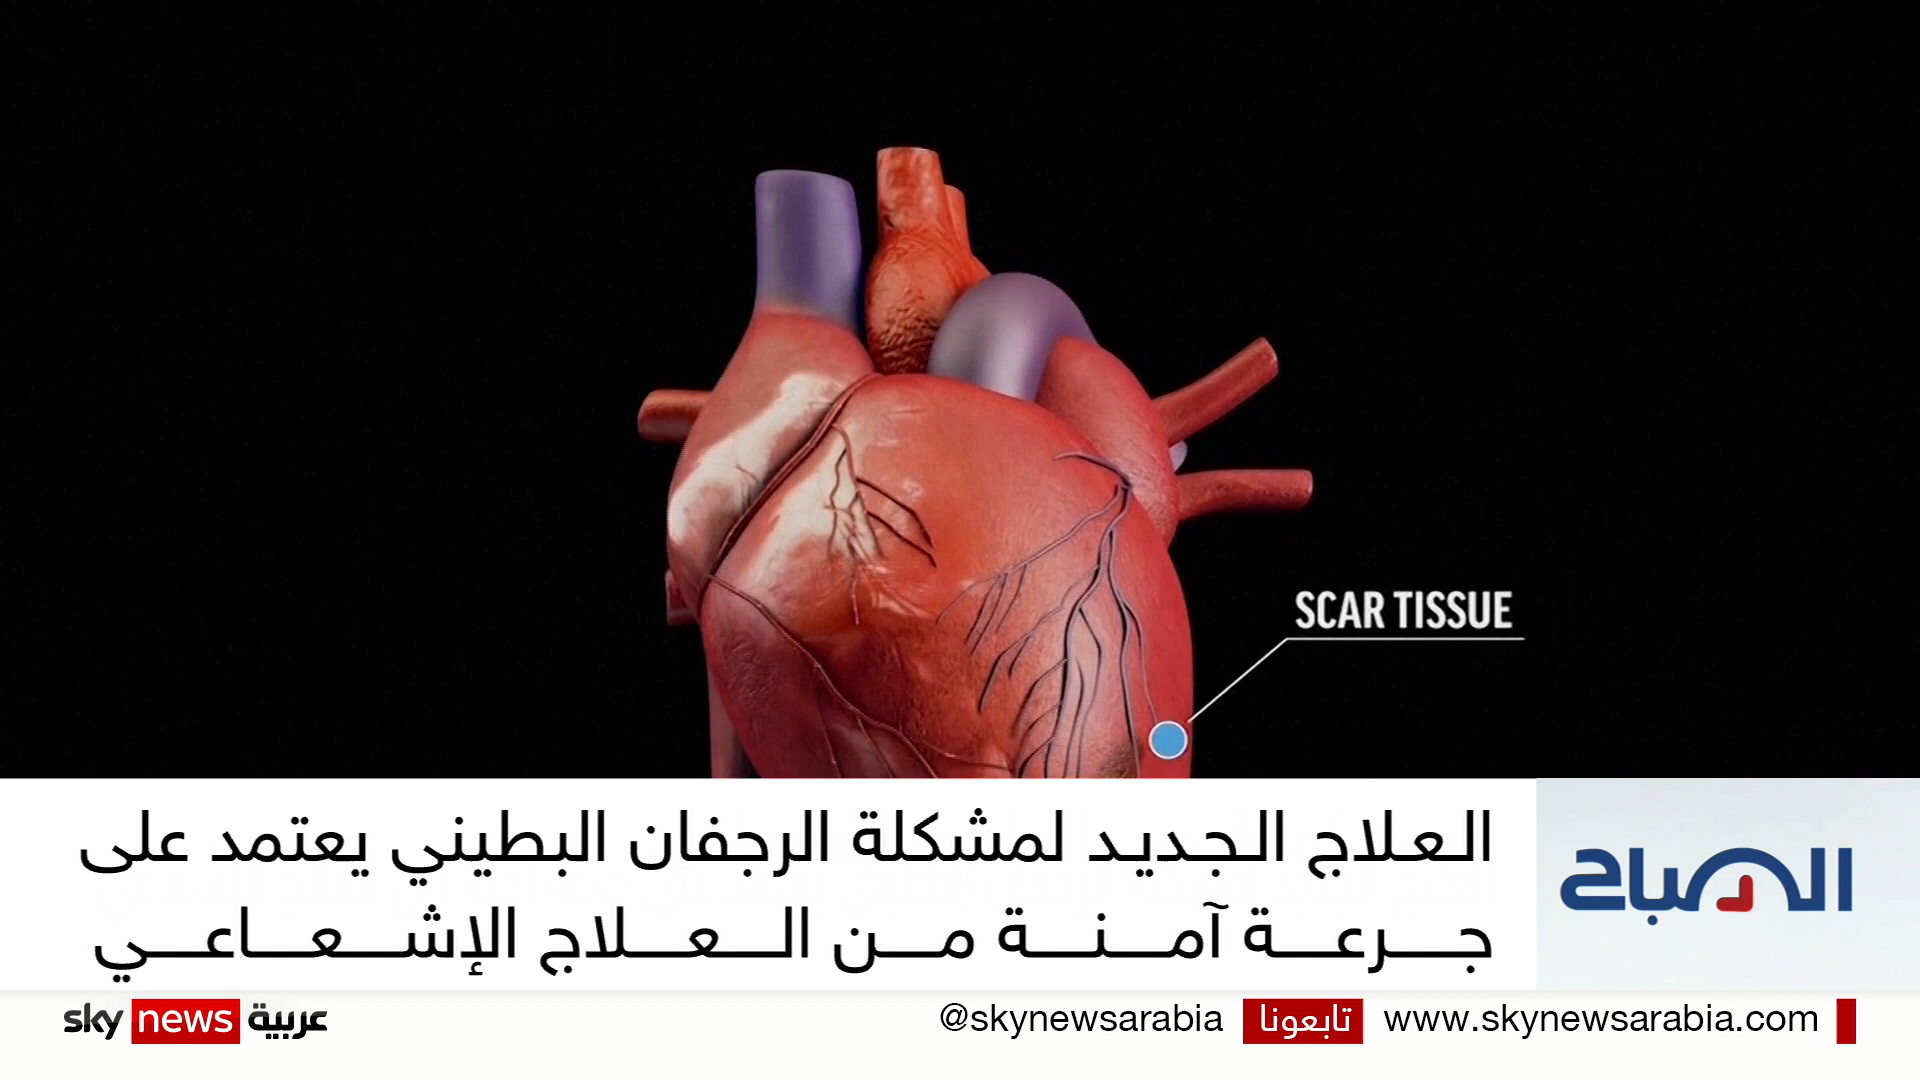 SCAR TISSUE
العلاج الجديد لمشكلة الرجفان البطيني يعتمد على
جرعة آمنة من العلاج الإشعاعي
الصباح
sky news عربية
@skynewsarabia تابعونا www.skynewsarabia.com